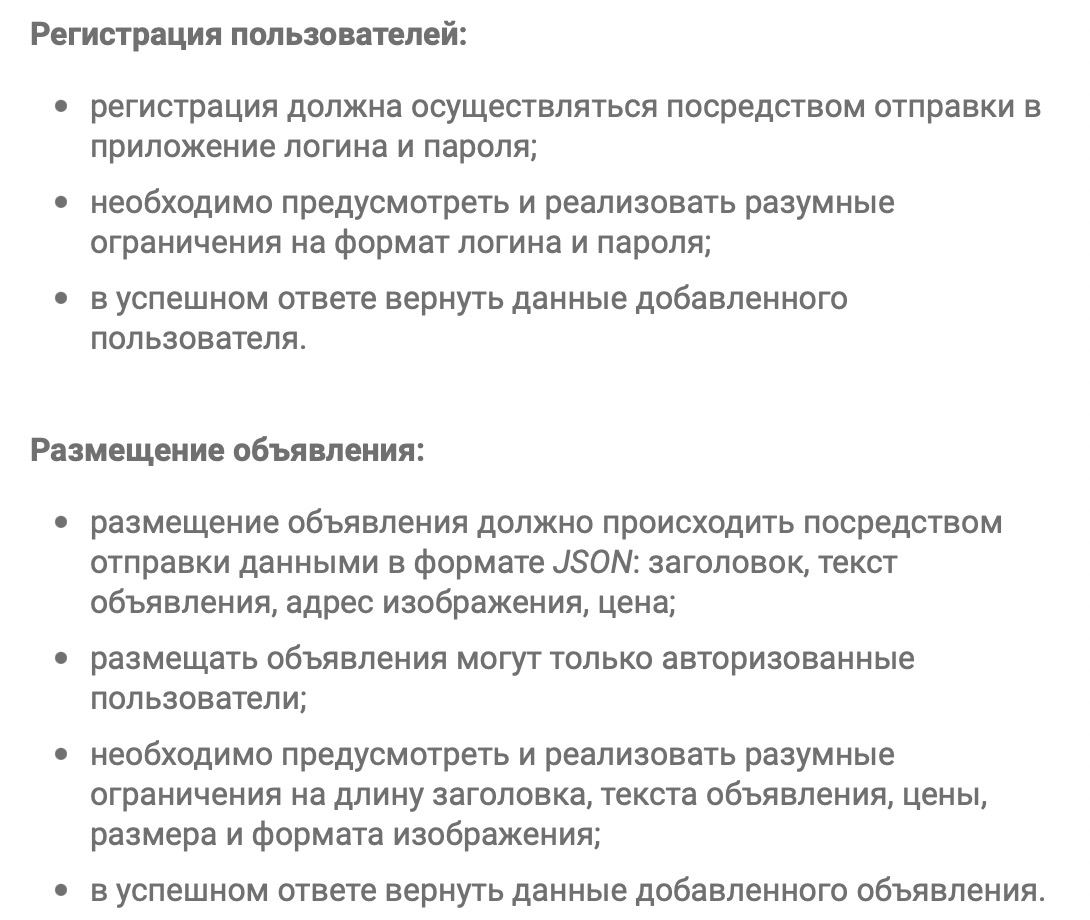 Регистрация пользователей:
• регистрация должна осуществляться посредством отправки в
приложение логина и пароля;
• необходимо предусмотреть и реализовать разумные
ограничения на формат логина и пароля;
• в успешном ответе вернуть данные добавленного
пользователя.
Размещение объявления:
• размещение объявления должно происходить посредством
отправки данными в формате JSON: заголовок, текст
объявления, адрес изображения, цена;
• размещать объявления могут только авторизованные
пользователи;
• необходимо предусмотреть и реализовать разумные
ограничения на длину заголовка, текста объявления, цены,
размера и формата изображения;
• в успешном ответе вернуть данные добавленного объявления.